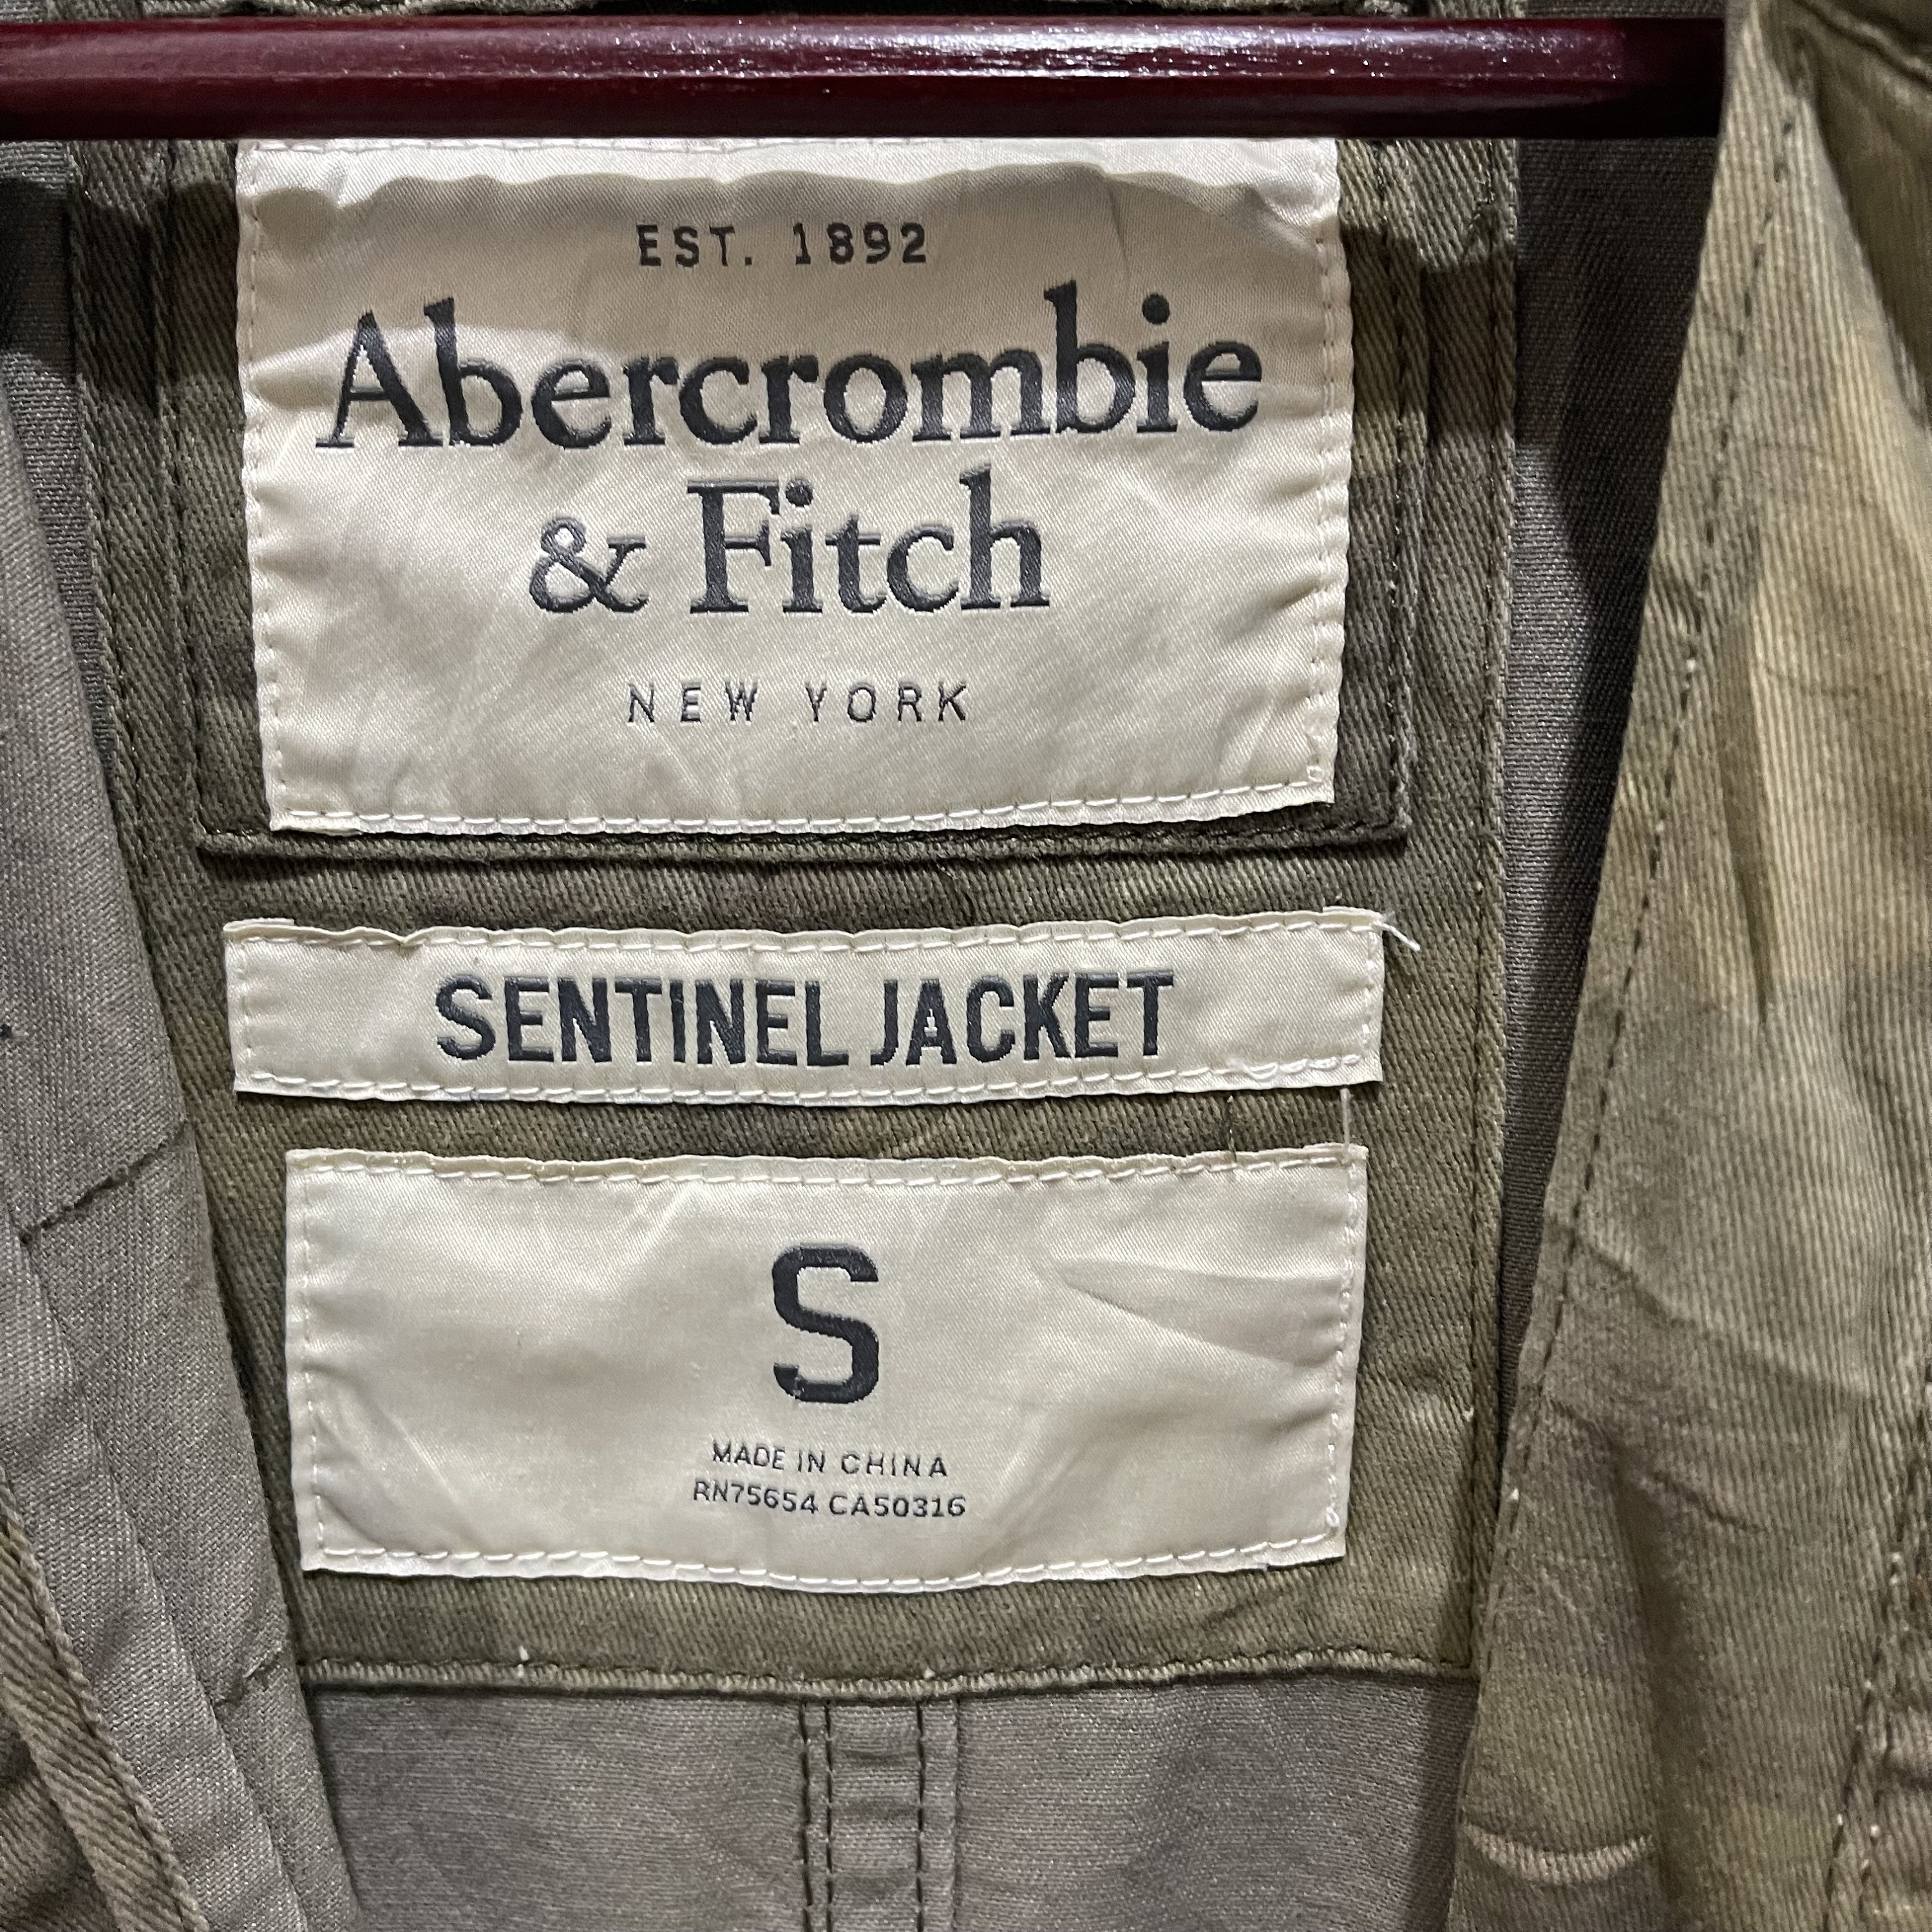 EST. 1892
Abercrombie
& Fitch
NEW YORK
SENTINEL JACKET
S
MADE IN CHINA
RN75654 CA50316